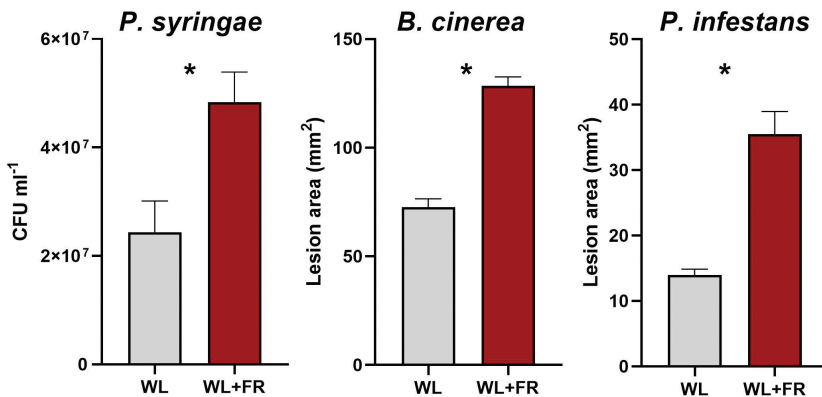 P. syringae
CFU ml⁻¹
6×10⁷
4×10⁷
2×10⁷
0
*
WL
WL+FR
B. cinerea
Lesion area (mm²)
150
100
50
0
*
WL
WL+FR
P. infestans
Lesion area (mm²)
50
40
30
20
10
0
*
WL
WL+FR